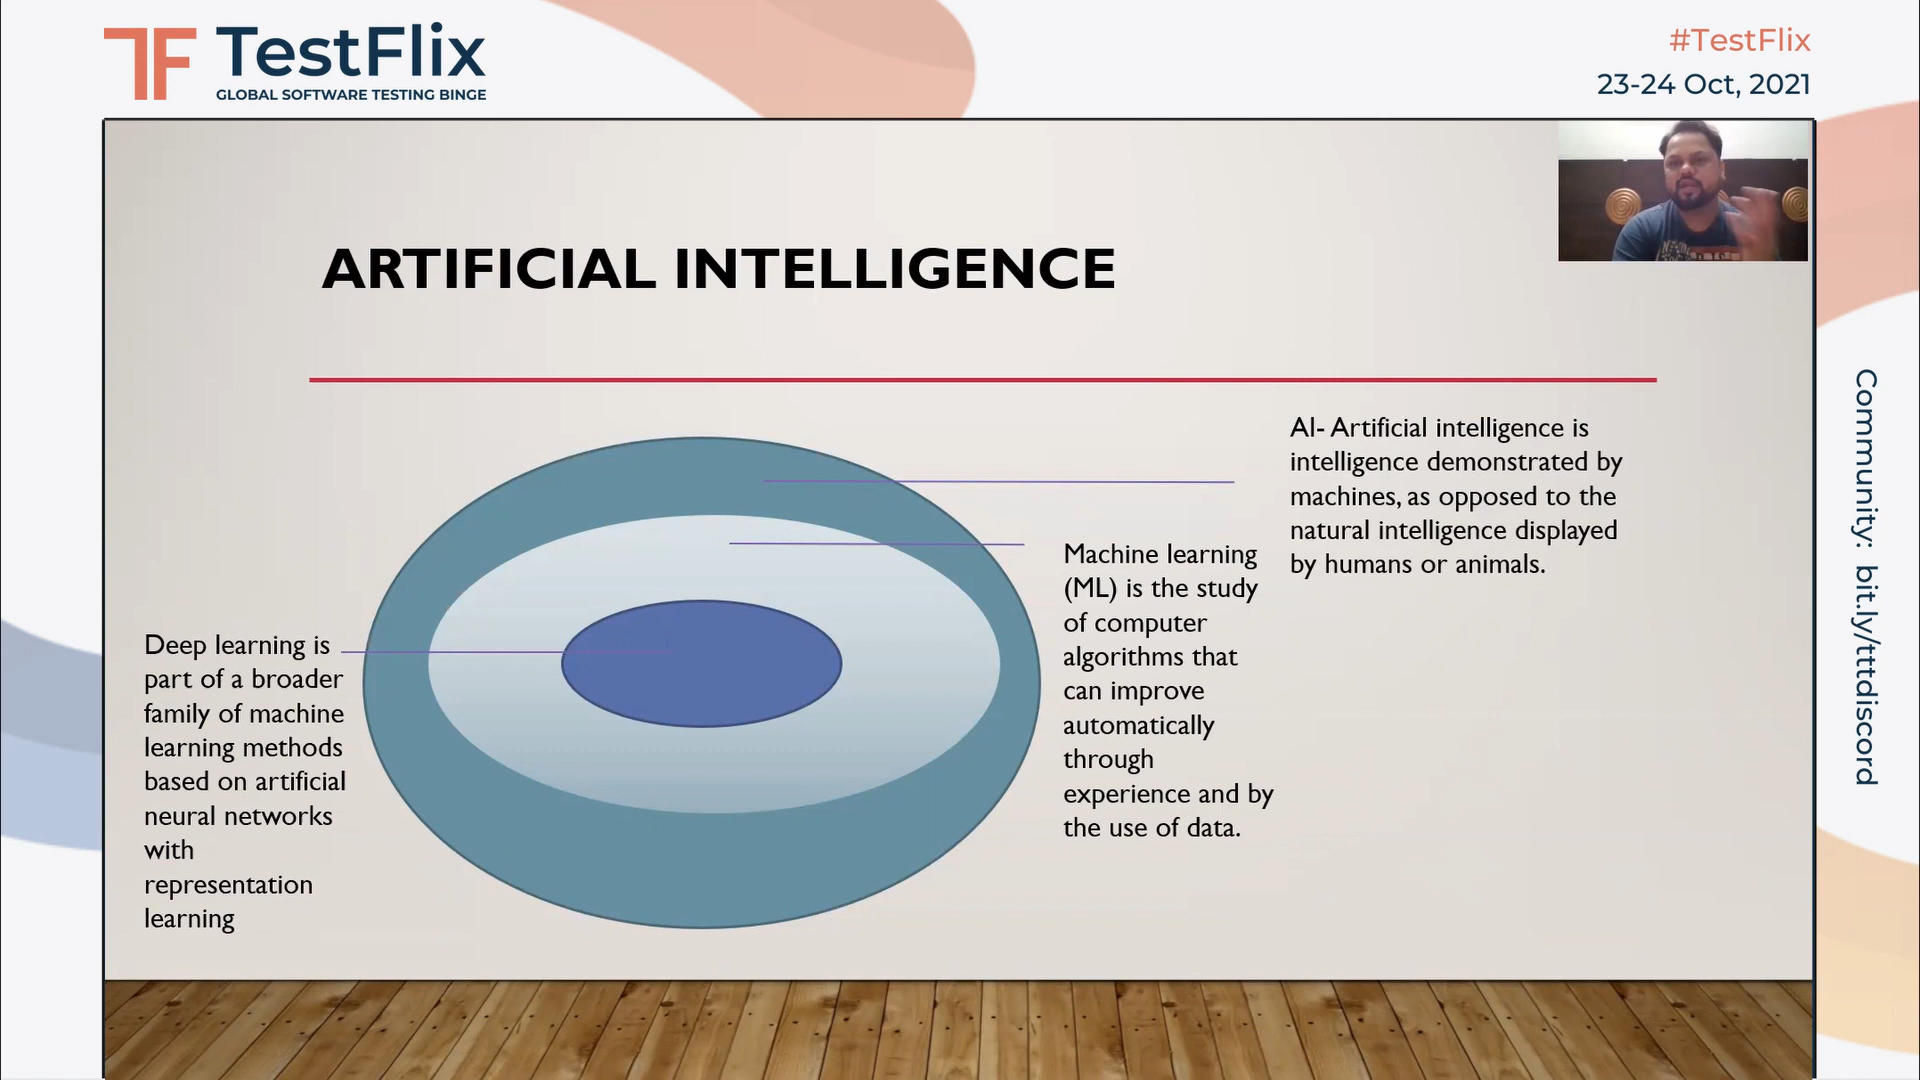 TF TestFlix
GLOBAL SOFTWARE TESTING BINGE
#TestFlix
23-24 Oct, 2021
ARTIFICIAL INTELLIGENCE
AI- Artificial intelligence is
intelligence demonstrated by
machines, as opposed to the
natural intelligence displayed
by humans or animals.
Machine learning
(ML) is the study
of computer
algorithms that
can improve
automatically
through
experience and by
the use of data.
Deep learning is
part of a broader
family of machine
learning methods
based on artificial
neural networks
with
representation
learning
Community: bit.ly/tttdiscord